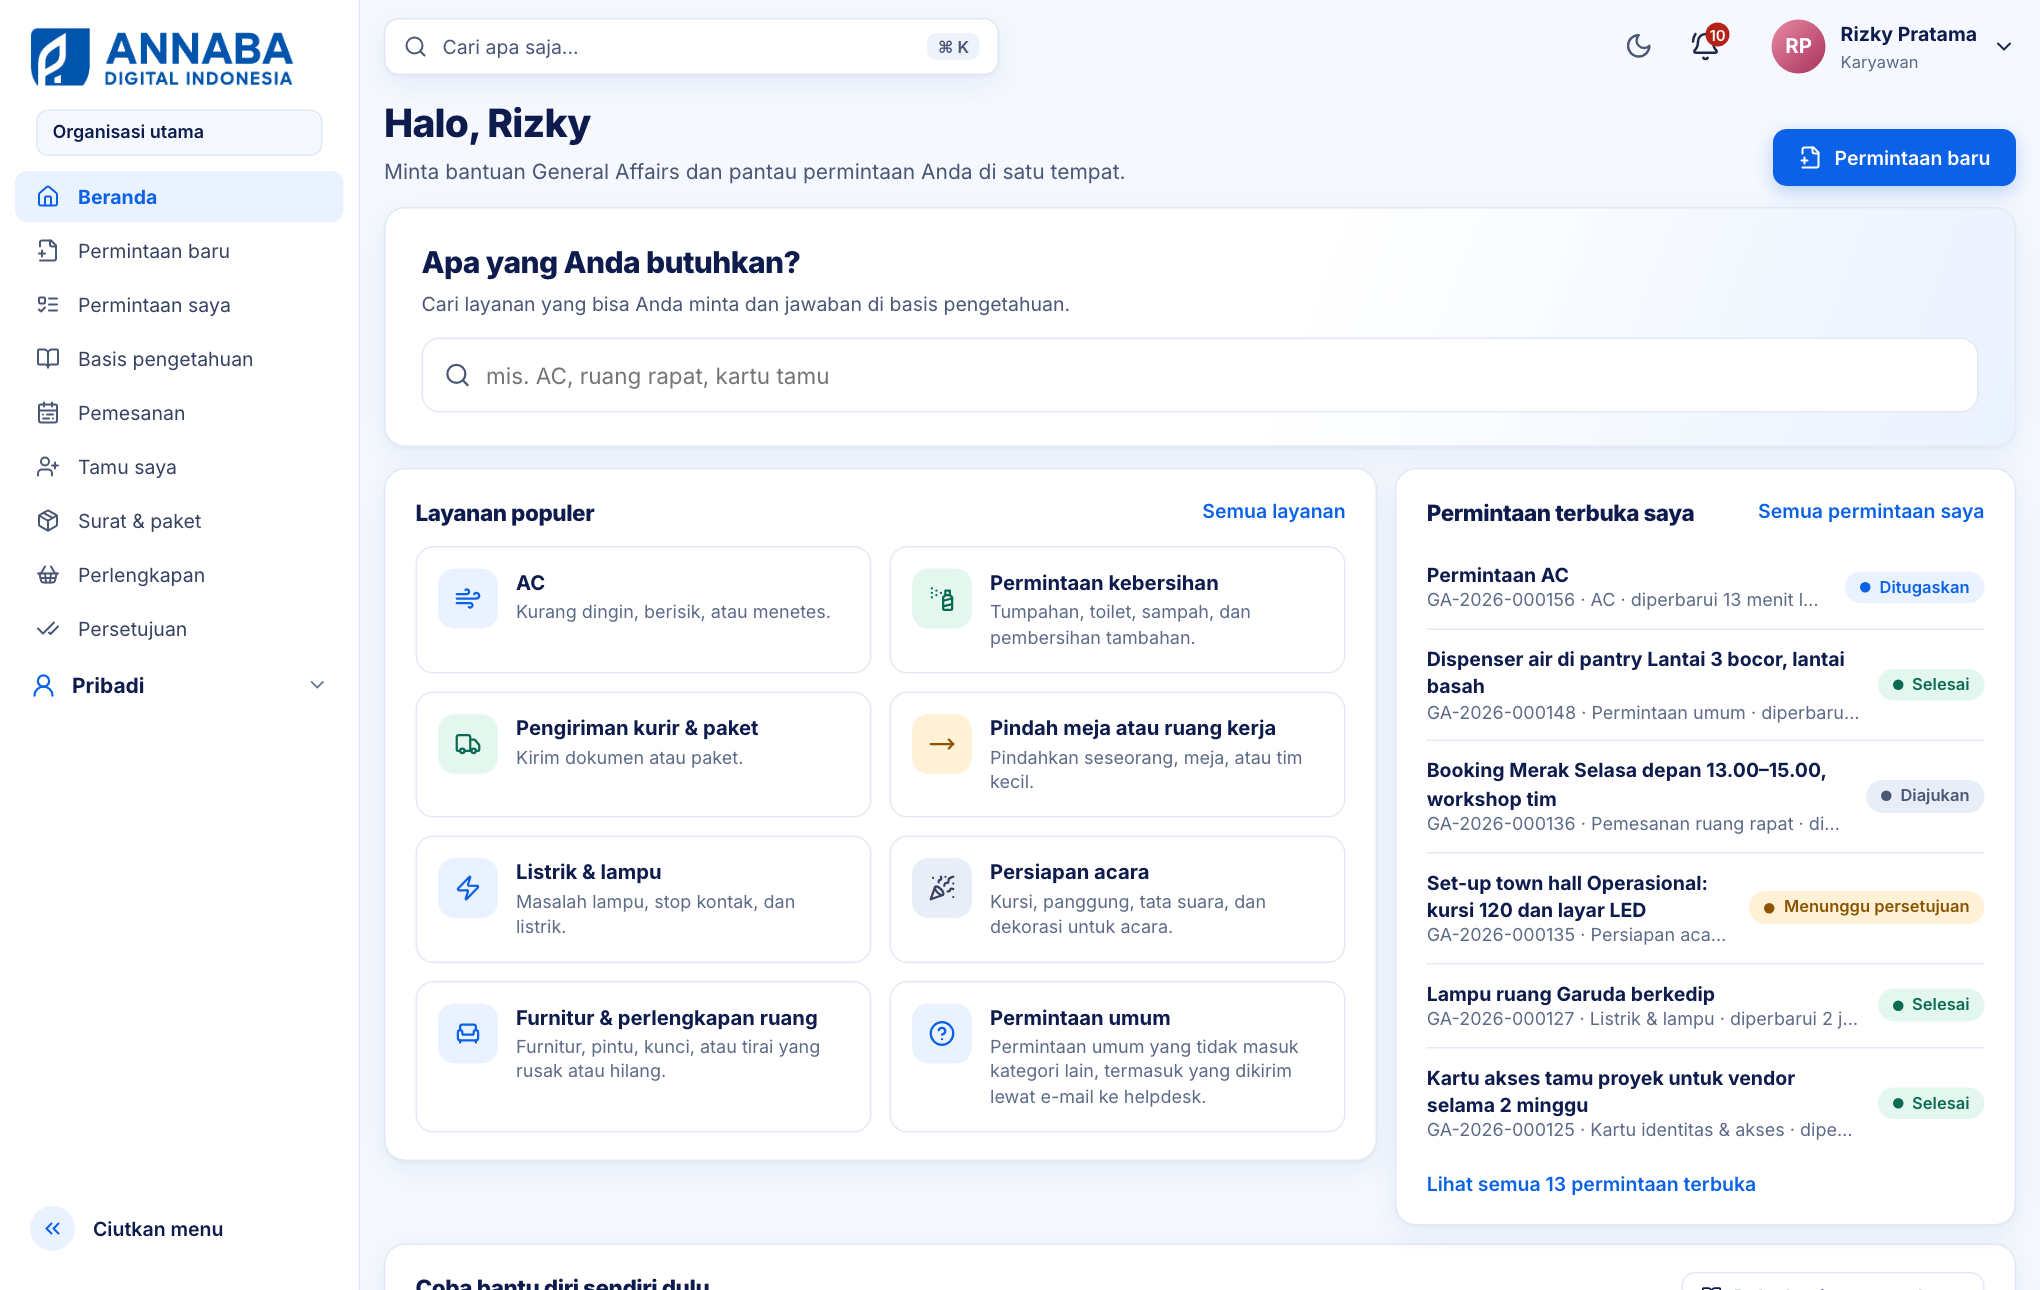 ANNABA
DIGITAL INDONESIA
Organisasi utama
Beranda
Permintaan baru
Permintaan saya
Basis pengetahuan
Pemesanan
Tamu saya
Surat & paket
Perlengkapan
Persetujuan
Pribadi
Ciutkan menu
Cari apa saja...
⌘ K
10
RP
Rizky Pratama
Karyawan
Halo, Rizky
Minta bantuan General Affairs dan pantau permintaan Anda di satu tempat.
Permintaan baru
Apa yang Anda butuhkan?
Cari layanan yang bisa Anda minta dan jawaban di basis pengetahuan.
mis. AC, ruang rapat, kartu tamu
Layanan populer
Semua layanan
AC
Kurang dingin, berisik, atau menetes.
Permintaan kebersihan
Tumpahan, toilet, sampah, dan
pembersihan tambahan.
Pengiriman kurir & paket
Kirim dokumen atau paket.
Pindah meja atau ruang kerja
Pindahkan seseorang, meja, atau tim
kecil.
Listrik & lampu
Masalah lampu, stop kontak, dan
listrik.
Persiapan acara
Kursi, panggung, tata suara, dan
dekorasi untuk acara.
Furnitur & perlengkapan ruang
Furnitur, pintu, kunci, atau tirai yang
rusak atau hilang.
Permintaan umum
Permintaan umum yang tidak masuk
kategori lain, termasuk yang dikirim
lewat e-mail ke helpdesk.
Permintaan terbuka saya
Semua permintaan saya
Permintaan AC
GA-2026-000156 · AC · diperbarui 13 menit l...
Ditugaskan
Dispenser air di pantry Lantai 3 bocor, lantai
basah
GA-2026-000148 · Permintaan umum · diperbaru...
Selesai
Booking Merak Selasa depan 13.00–15.00,
workshop tim
GA-2026-000136 · Pemesanan ruang rapat · di...
Diajukan
Set-up town hall Operasional:
kursi 120 dan layar LED
GA-2026-000135 · Persiapan aca...
Menunggu persetujuan
Lampu ruang Garuda berkedip
GA-2026-000127 · Listrik & lampu · diperbarui 2 j...
Selesai
Kartu akses tamu proyek untuk vendor
selama 2 minggu
GA-2026-000125 · Kartu identitas & akses · dipe...
Selesai
Lihat semua 13 permintaan terbuka
Coba bantu diri sendiri dulu